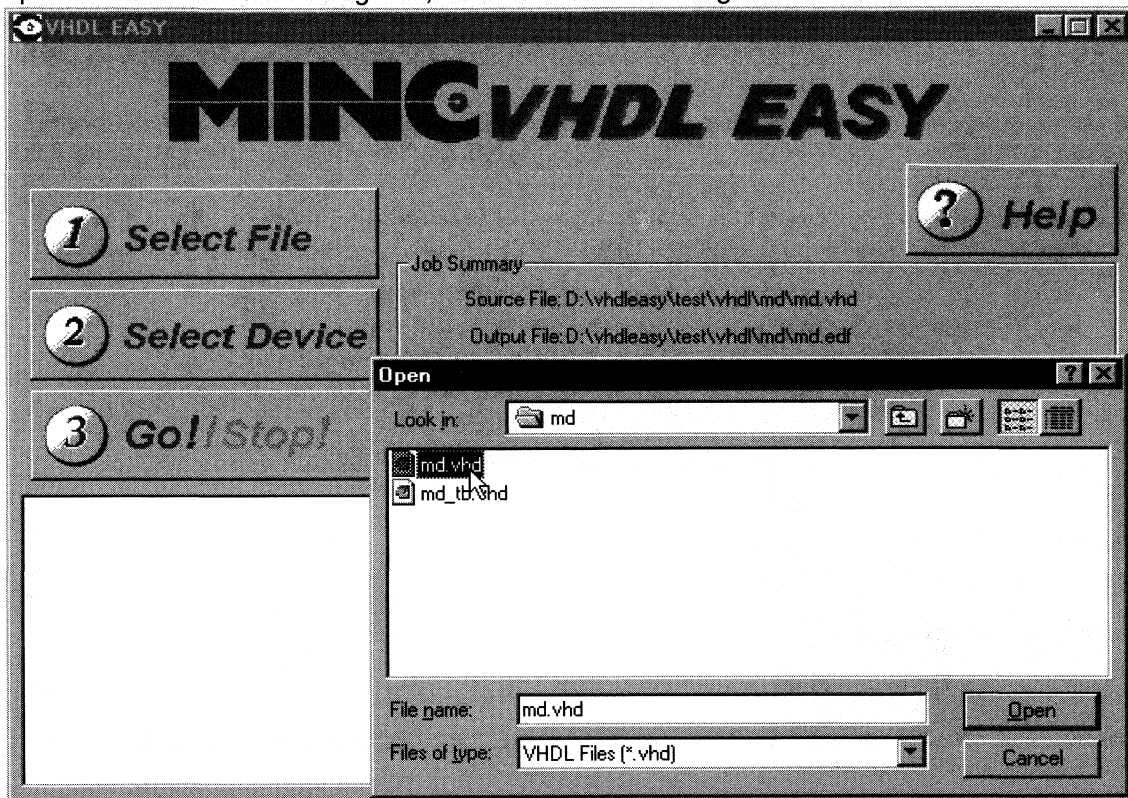 VHDL EASY
MINC VHDL EASY
? Help
1 Select File
Job Summary
Source File: D:\vhdleasy\test\vhdl\md\md.vhd
2 Select Device
Output File: D:\vhdleasy\test\vhdl\md\md.edf
Open
3 Go!/Stop!
Look in: md
md.vhd
md_tb.vhd
File name: md.vhd
Open
Files of type: VHDL Files (*.vhd)
Cancel